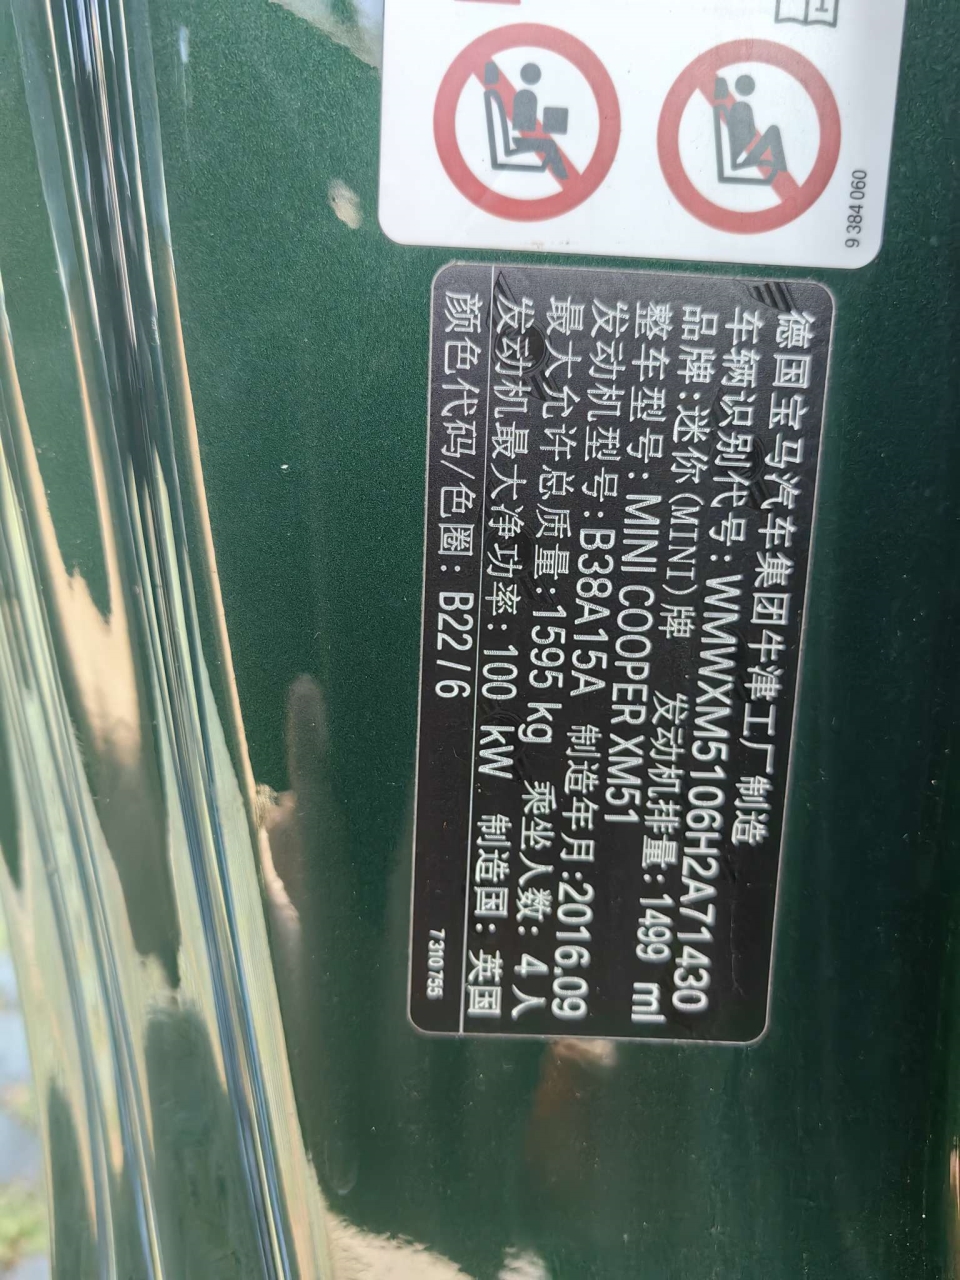 9 384 060
德国宝马汽车集团牛津工厂制造
车辆识别代号：WMWXM5106H2A71430
品牌：迷你(MINI)牌 发动机排量：1499 ml
整车型号：MINI COOPER XM51
发动机型号：B38A15A 制造年月：2016.09
最大允许总质量：1595 kg 乘坐人数：4 人
发动机最大净功率：100 kW 制造国：英国
颜色代码/色圈：B22 / 6
7310755